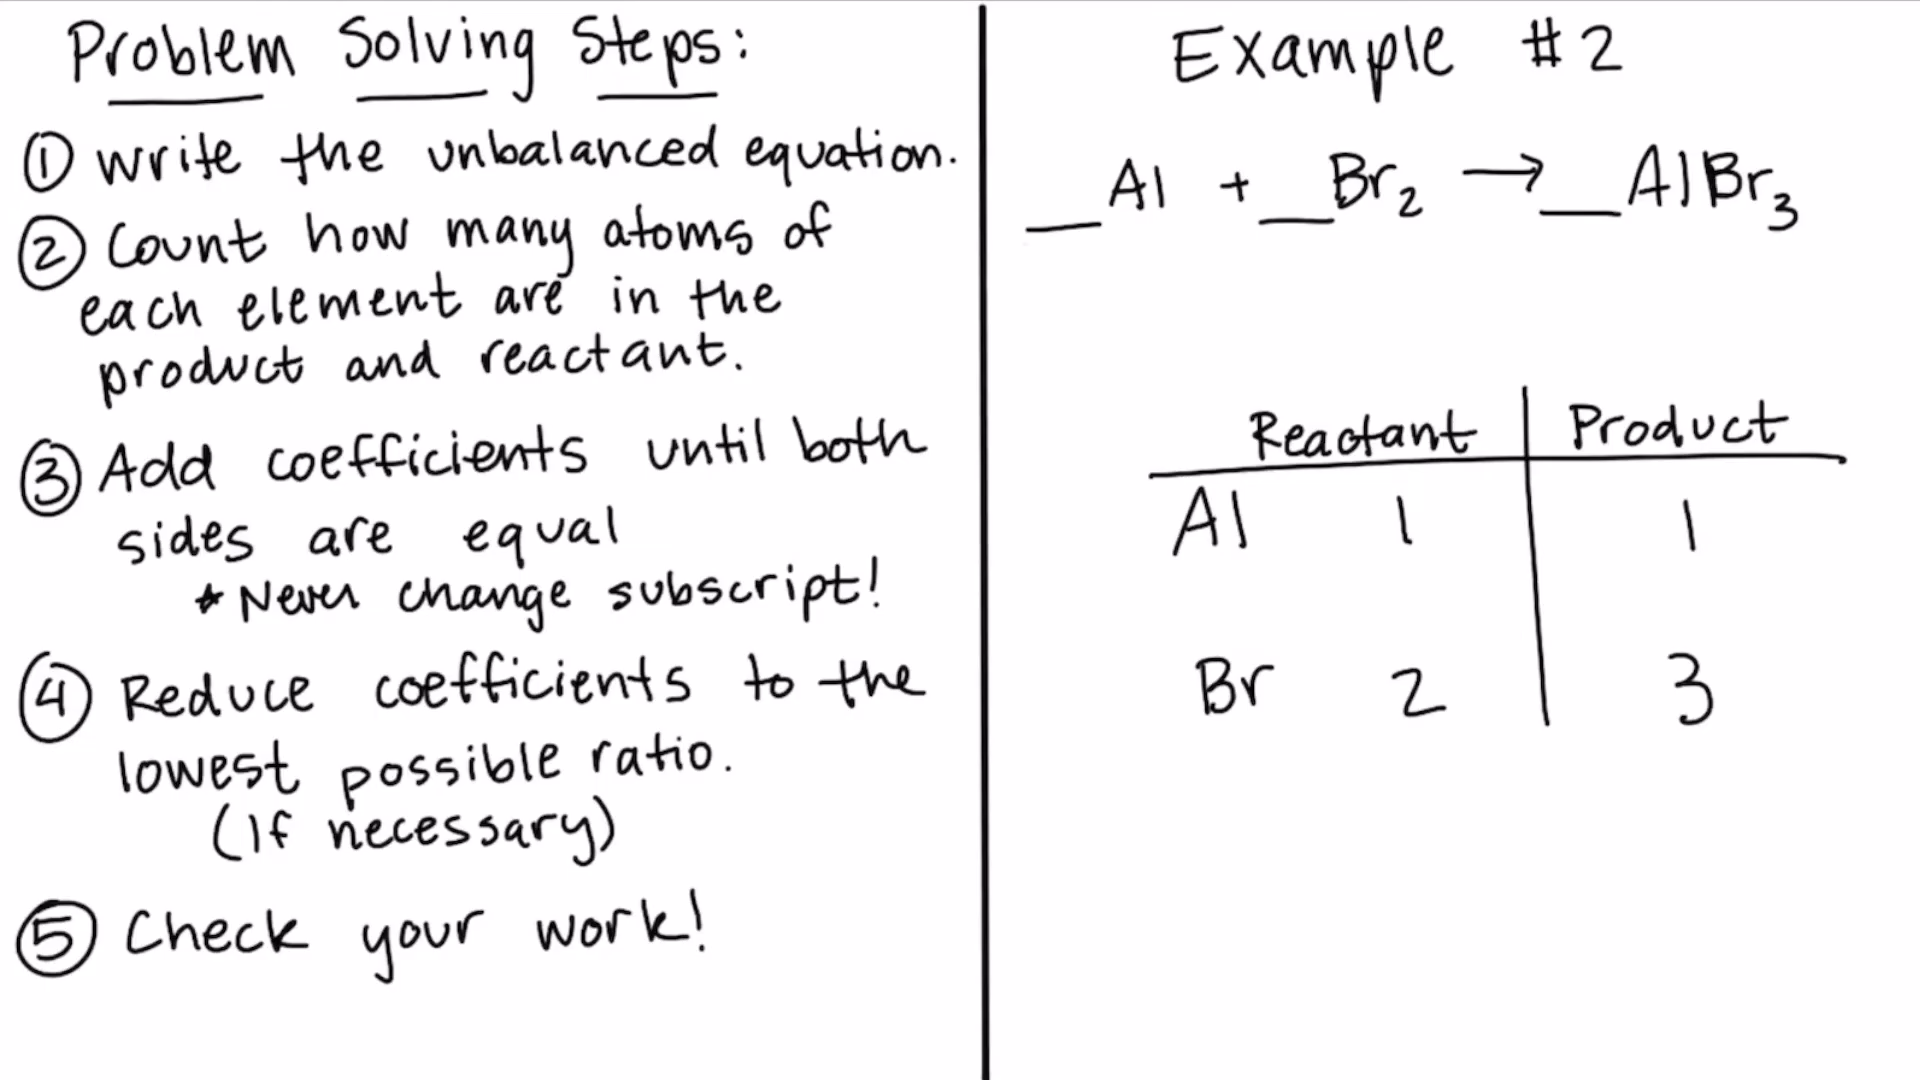 Problem Solving Steps:
① Write the unbalanced equation.
② Count how many atoms of
each element are in the
product and reactant.
③ Add coefficients until both
sides are equal
* Never change subscript!
④ Reduce coefficients to the
lowest possible ratio.
(If necessary)
⑤ Check your work!
Example #2
__Al + __Br₂ → __AlBr₃
Reactant Product
Al 1 1
Br 2 3